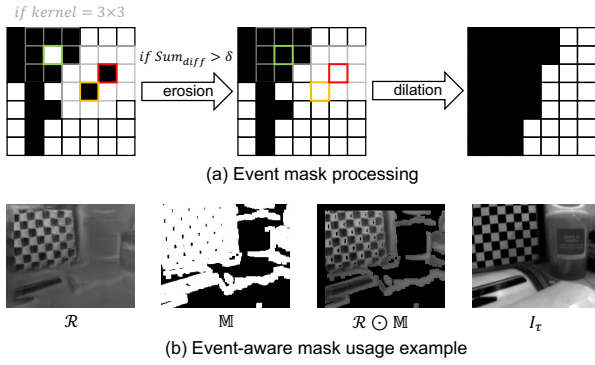 if kernel = 3×3
if Sum_diff > δ
erosion
dilation
(a) Event mask processing
ℛ
𝕄
ℛ ⊙ 𝕄
I_τ
(b) Event-aware mask usage example